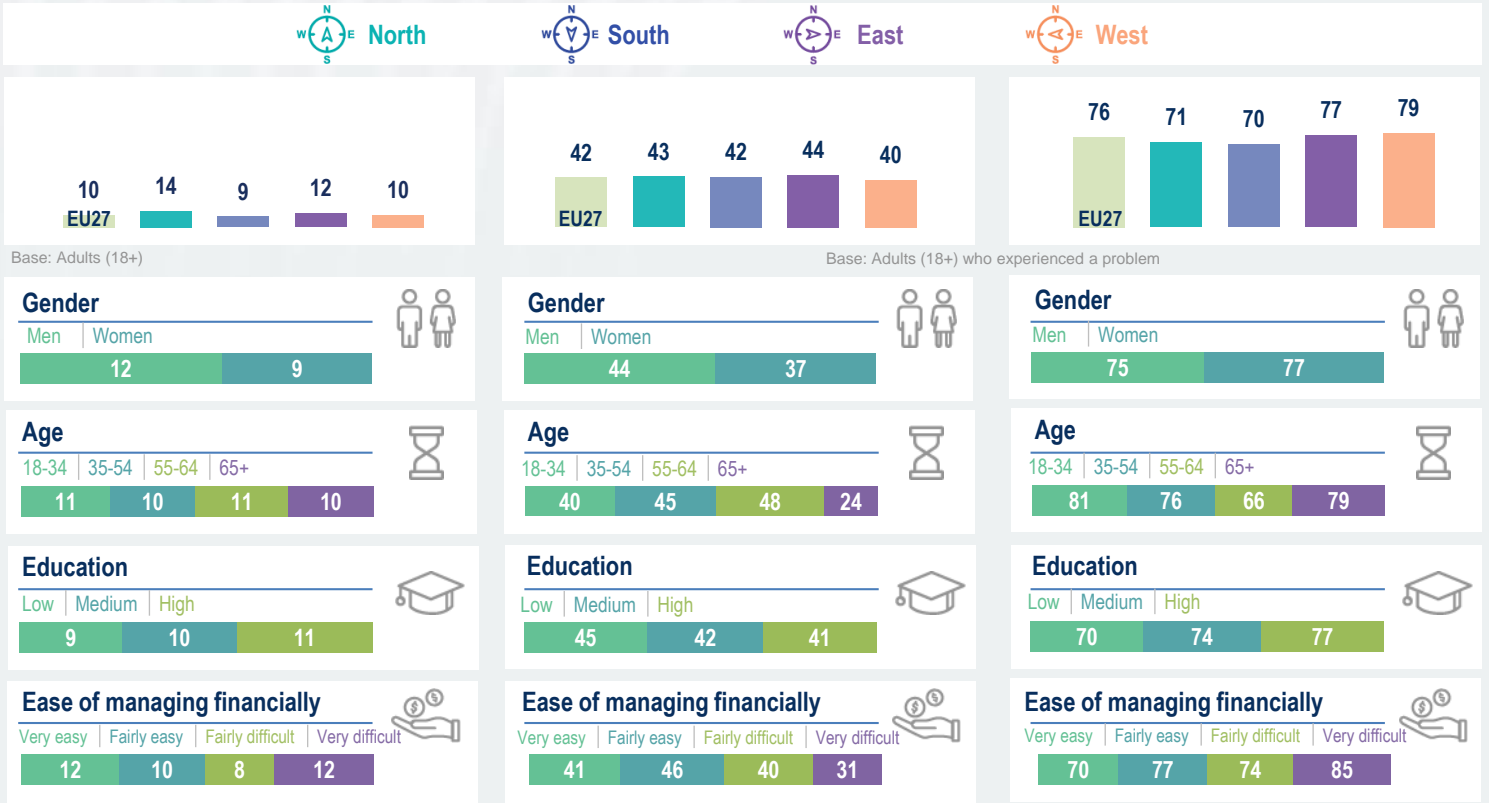 N
W E North
S
N
W E South
S
N
W E East
S
N
W E West
S
10 14 9 12 10
EU27
42 43 42 44 40
EU27
76 71 70 77 79
EU27
Base: Adults (18+)
Base: Adults (18+) who experienced a problem
Gender
Men Women
12 9
Gender
Men Women
44 37
Gender
Men Women
75 77
Age
18-34 35-54 55-64 65+
11 10 11 10
Age
18-34 35-54 55-64 65+
40 45 48 24
Age
18-34 35-54 55-64 65+
81 76 66 79
Education
Low Medium High
9 10 11
Education
Low Medium High
45 42 41
Education
Low Medium High
70 74 77
Ease of managing financially
Very easy Fairly easy Fairly difficult Very difficult
12 10 8 12
Ease of managing financially
Very easy Fairly easy Fairly difficult Very difficult
41 46 40 31
Ease of managing financially
Very easy Fairly easy Fairly difficult Very difficult
70 77 74 85